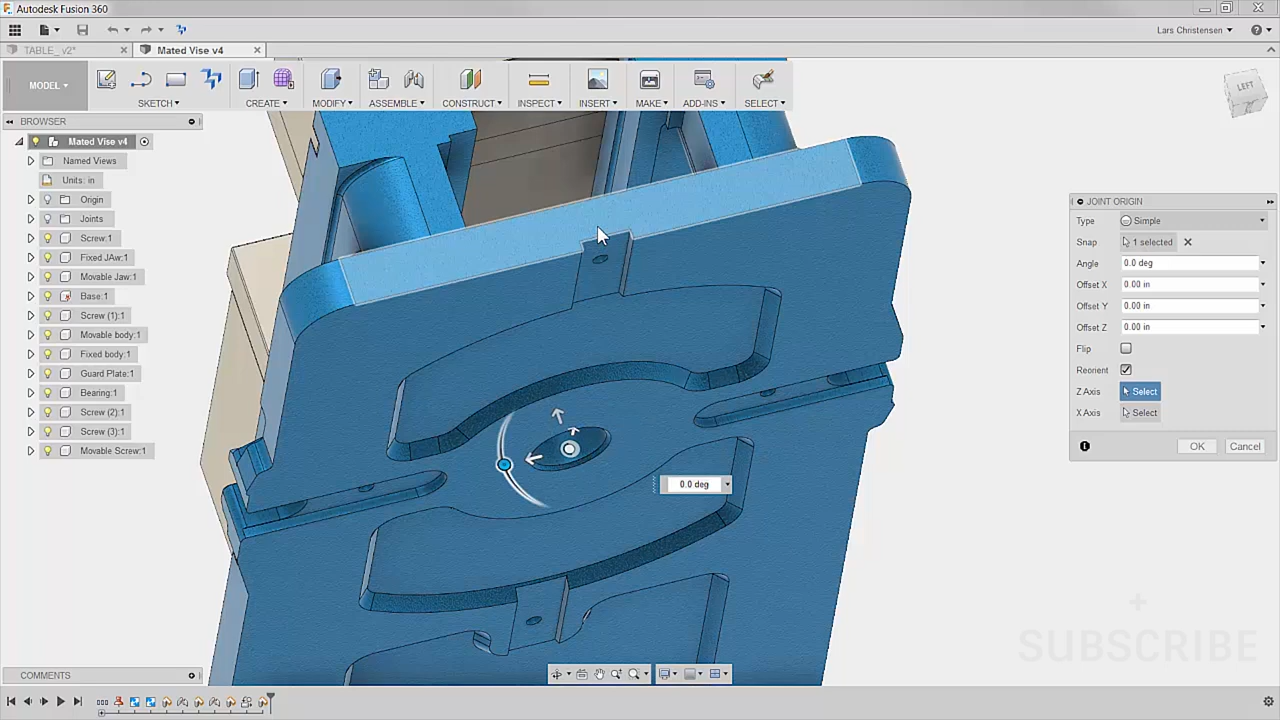 Autodesk Fusion 360
Lars Christensen
TABLE_ v2*
Mated Vise v4
MODEL
SKETCH
CREATE
MODIFY
ASSEMBLE
CONSTRUCT
INSPECT
INSERT
MAKE
ADD-INS
SELECT
LEFT
BROWSER
Mated Vise v4
Named Views
Units: in
Origin
Joints
Screw:1
Fixed JAw:1
Movable Jaw:1
Base:1
Screw (1):1
Movable body:1
Fixed body:1
Guard Plate:1
Bearing:1
Screw (2):1
Screw (3):1
Movable Screw:1
JOINT ORIGIN
Type Simple
Snap 1 selected
Angle 0.0 deg
Offset X 0.00 in
Offset Y 0.00 in
Offset Z 0.00 in
Flip
Reorient
Z Axis Select
X Axis Select
OK Cancel
0.0 deg
SUBSCRIBE
COMMENTS